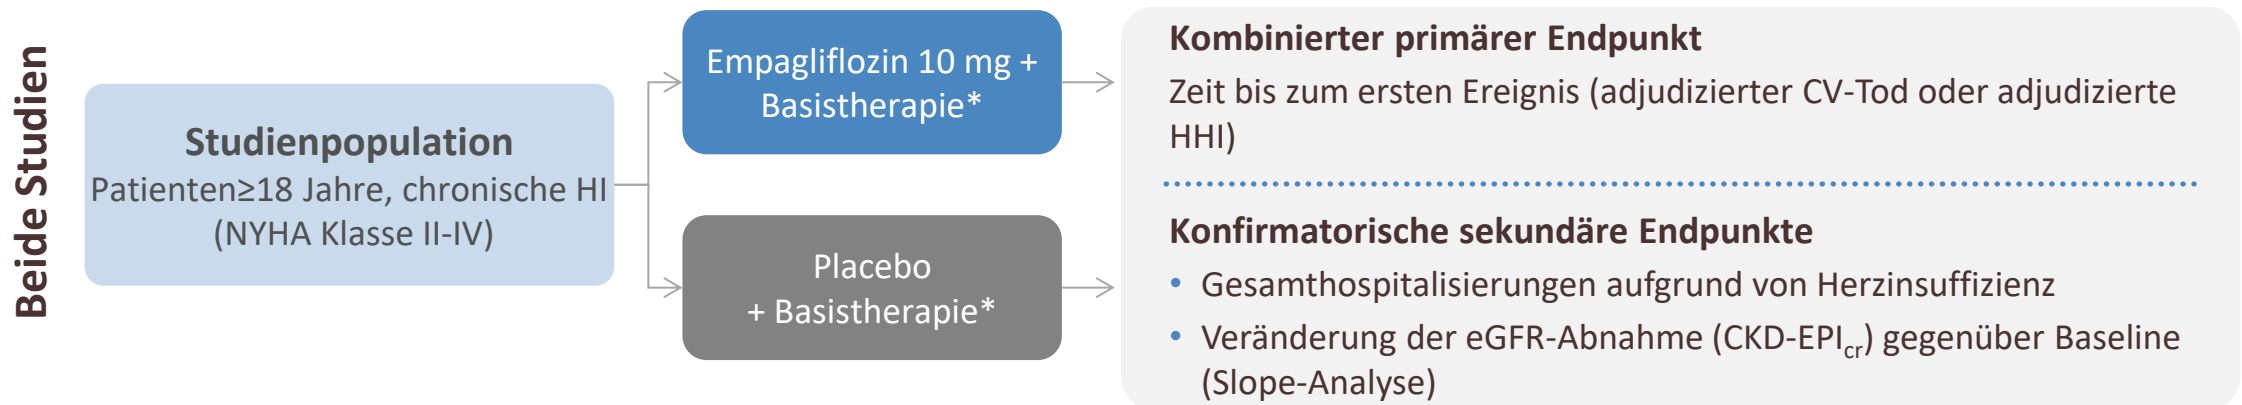 Beide Studien
Studienpopulation
Patienten≥18 Jahre, chronische HI
(NYHA Klasse II-IV)
Empagliflozin 10 mg +
Basistherapie*
Placebo
+ Basistherapie*
Kombinierter primärer Endpunkt
Zeit bis zum ersten Ereignis (adjudizierter CV-Tod oder adjudizierte
HHI)
Konfirmatorische sekundäre Endpunkte
• Gesamthospitalisierungen aufgrund von Herzinsuffizienz
• Veränderung der eGFR-Abnahme (CKD-EPIcr) gegenüber Baseline
(Slope-Analyse)